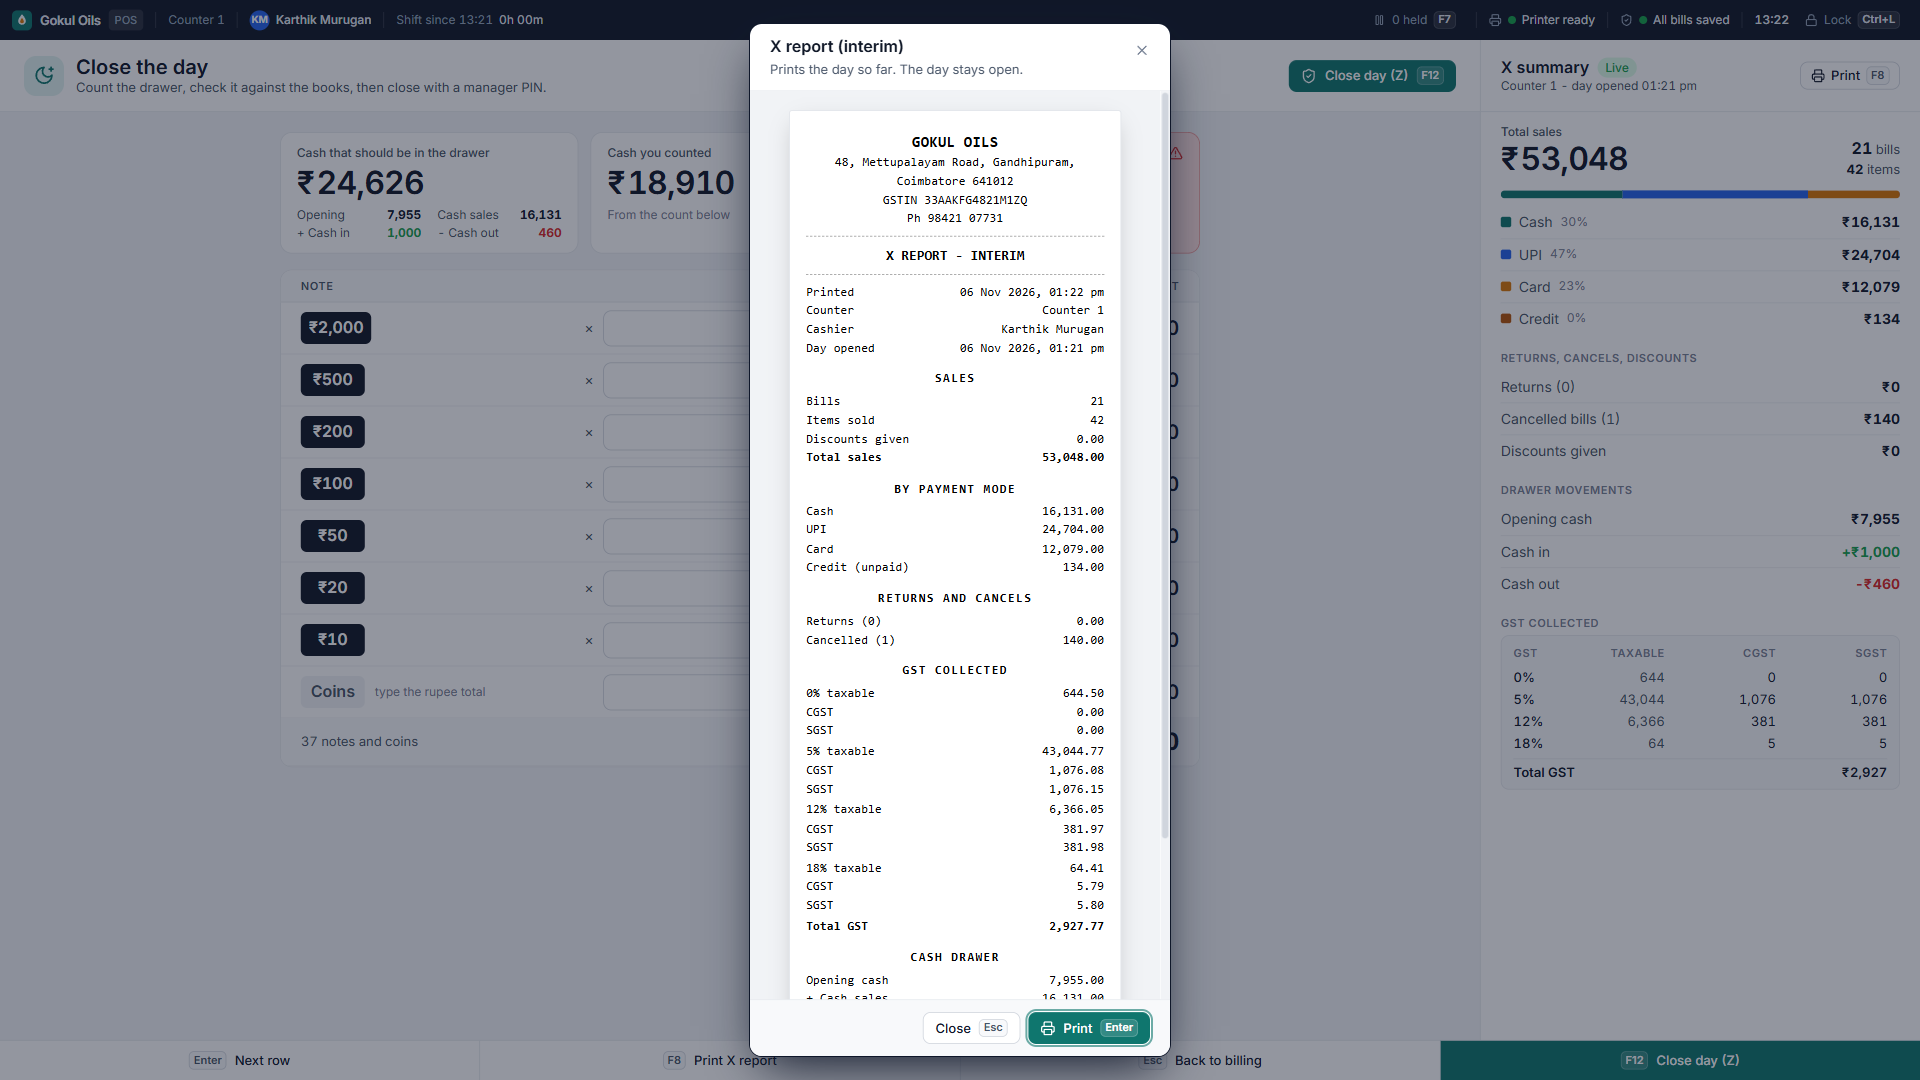 Gokul Oils POS Counter 1 KM Karthik Murugan Shift since 13:21 0h 00m 0 held F7 Printer ready All bills saved 13:22 Lock Ctrl+L
Close the day
Count the drawer, check it against the books, then close with a manager PIN.
Close day (Z) F12
Cash that should be in the drawer
₹24,626
Opening 7,955 Cash sales 16,131
+ Cash in 1,000 - Cash out 460
Cash you counted
₹18,910
From the count below
NOTE
₹2,000 ×
₹500 ×
₹200 ×
₹100 ×
₹50 ×
₹20 ×
₹10 ×
Coins type the rupee total
37 notes and coins
X report (interim)
Prints the day so far. The day stays open.
GOKUL OILS
48, Mettupalayam Road, Gandhipuram,
Coimbatore 641012
GSTIN 33AAKFG4821M1ZQ
Ph 98421 07731
X REPORT - INTERIM
Printed 06 Nov 2026, 01:22 pm
Counter Counter 1
Cashier Karthik Murugan
Day opened 06 Nov 2026, 01:21 pm
SALES
Bills 21
Items sold 42
Discounts given 0.00
Total sales 53,048.00
BY PAYMENT MODE
Cash 16,131.00
UPI 24,704.00
Card 12,079.00
Credit (unpaid) 134.00
RETURNS AND CANCELS
Returns (0) 0.00
Cancelled (1) 140.00
GST COLLECTED
0% taxable 644.50
CGST 0.00
SGST 0.00
5% taxable 43,044.77
CGST 1,076.08
SGST 1,076.15
12% taxable 6,366.05
CGST 381.97
SGST 381.98
18% taxable 64.41
CGST 5.79
SGST 5.80
Total GST 2,927.77
CASH DRAWER
Opening cash 7,955.00
+ Cash sales 16,131.00
Close Esc Print Enter
X summary Live
Counter 1 - day opened 01:21 pm
Print F8
Total sales
₹53,048
21 bills
42 items
Cash 30% ₹16,131
UPI 47% ₹24,704
Card 23% ₹12,079
Credit 0% ₹134
RETURNS, CANCELS, DISCOUNTS
Returns (0) ₹0
Cancelled bills (1) ₹140
Discounts given ₹0
DRAWER MOVEMENTS
Opening cash ₹7,955
Cash in +₹1,000
Cash out -₹460
GST COLLECTED
GST TAXABLE CGST SGST
0% 644 0 0
5% 43,044 1,076 1,076
12% 6,366 381 381
18% 64 5 5
Total GST ₹2,927
Enter Next row F8 Print X report Esc Back to billing F12 Close day (Z)